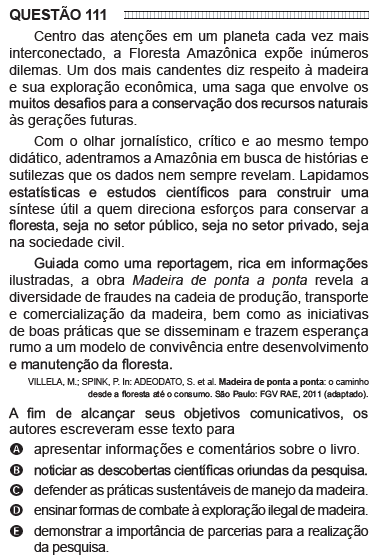 QUESTÃO 111
Centro das atenções em um planeta cada vez mais
interconectado, a Floresta Amazônica expõe inúmeros
dilemas. Um dos mais candentes diz respeito à madeira
e sua exploração econômica, uma saga que envolve os
muitos desafios para a conservação dos recursos naturais
às gerações futuras.
Com o olhar jornalístico, crítico e ao mesmo tempo
didático, adentramos a Amazônia em busca de histórias e
sutilezas que os dados nem sempre revelam. Lapidamos
estatísticas e estudos científicos para construir uma
síntese útil a quem direciona esforços para conservar a
floresta, seja no setor público, seja no setor privado, seja
na sociedade civil.
Guiada como uma reportagem, rica em informações
ilustradas, a obra Madeira de ponta a ponta revela a
diversidade de fraudes na cadeia de produção, transporte
e comercialização da madeira, bem como as iniciativas
de boas práticas que se disseminam e trazem esperança
rumo a um modelo de convivência entre desenvolvimento
e manutenção da floresta.
VILLELA, M.; SPINK, P. In: ADEODATO, S. et al. Madeira de ponta a ponta: o caminho
desde a floresta até o consumo. São Paulo: FGV RAE, 2011 (adaptado).
A fim de alcançar seus objetivos comunicativos, os
autores escreveram esse texto para
A apresentar informações e comentários sobre o livro.
B noticiar as descobertas científicas oriundas da pesquisa.
C defender as práticas sustentáveis de manejo da madeira.
D ensinar formas de combate à exploração ilegal de madeira.
E demonstrar a importância de parcerias para a realização
da pesquisa.